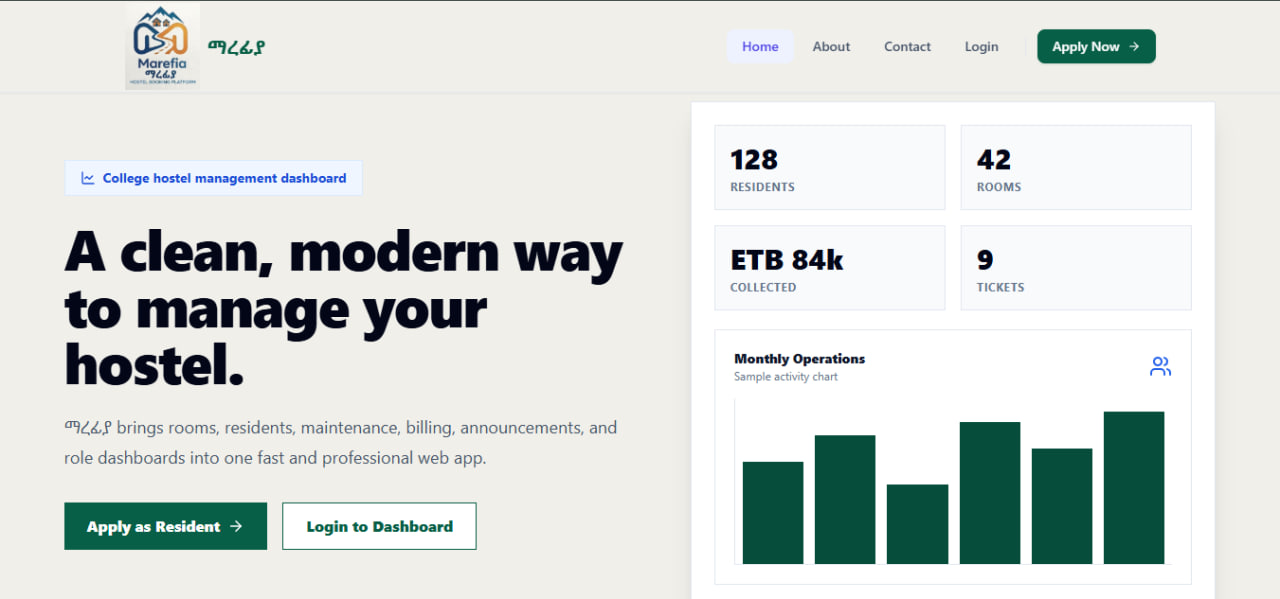 Marefia
ማረፊያ
HOSTEL BOOKING PLATFORM
ማረፊያ
Home
About
Contact
Login
Apply Now →
College hostel management dashboard
A clean, modern way
to manage your
hostel.
ማረፊያ brings rooms, residents, maintenance, billing, announcements, and
role dashboards into one fast and professional web app.
Apply as Resident →
Login to Dashboard
128
RESIDENTS
42
ROOMS
ETB 84k
COLLECTED
9
TICKETS
Monthly Operations
Sample activity chart